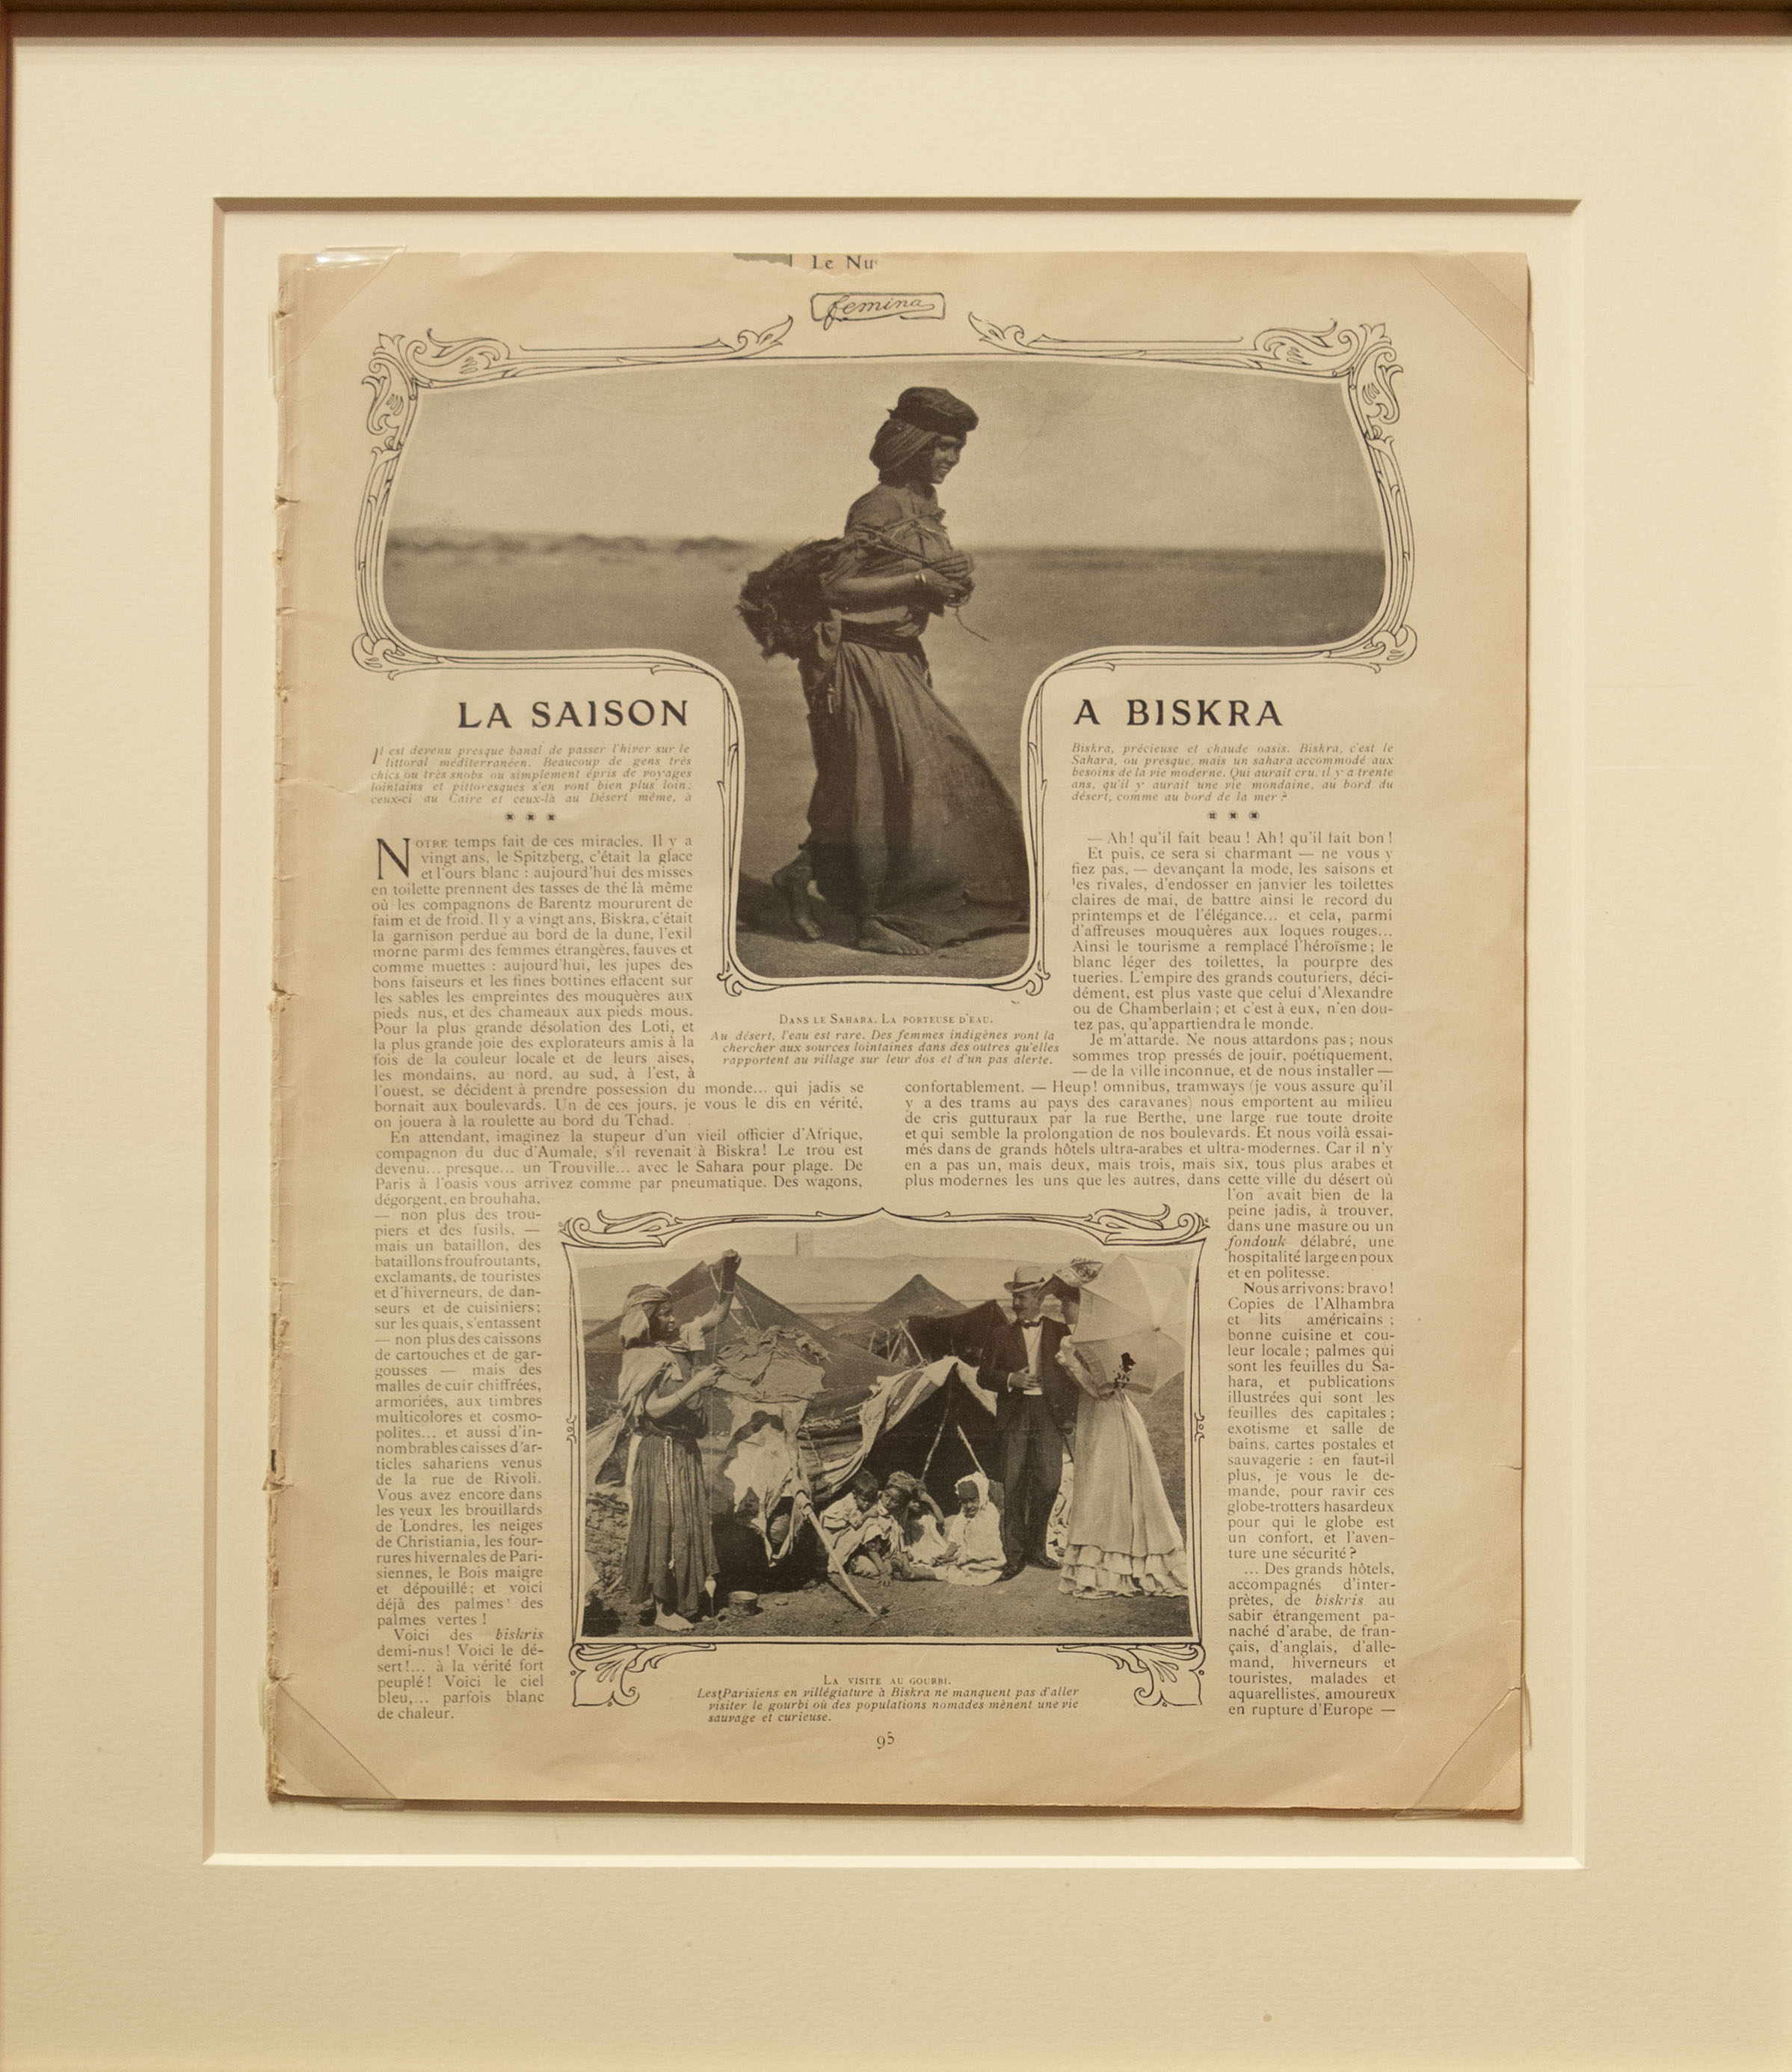 Le Nu
femina
LA SAISON A BISKRA
Il est devenu presque banal de passer l'hiver sur le
littoral méditerranéen. Beaucoup de gens très
chics ou très snobs ou simplement épris de voyages
lointains et pittoresques s'en vont bien plus loin;
ceux-ci au Caire et ceux-là au Désert même, à
Biskra, précieuse et chaude oasis. Biskra, c'est le
Sahara, ou presque, mais un sahara accommodé aux
besoins de la vie moderne. Qui aurait cru, il y a trente
ans, qu'il y aurait une vie mondaine, au bord du
désert, comme au bord de la mer ?
NOTRE temps fait de ces miracles. Il y a
vingt ans, le Spitzberg, c'était la glace
et l'ours blanc : aujourd'hui des misses
en toilette prennent des tasses de thé là même
où les compagnons de Barentz moururent de
faim et de froid. Il y a vingt ans, Biskra, c'était
la garnison perdue au bord de la dune, l'exil
morne parmi des femmes étrangères, fauves et
comme muettes : aujourd'hui, les jupes des
bons faiseurs et les fines bottines effacent sur
les sables les empreintes des mouquères aux
pieds nus, et des chameaux aux pieds mous.
Pour la plus grande désolation des Loti, et
la plus grande joie des explorateurs amis à la
fois de la couleur locale et de leurs aises,
les mondains, au nord, au sud, à l'est, à
l'ouest, se décident à prendre possession du monde... qui jadis se
bornait aux boulevards. Un de ces jours, je vous le dis en vérité,
on jouera à la roulette au bord du Tchad.
En attendant, imaginez la stupeur d'un vieil officier d'Afrique,
compagnon du duc d'Aumale, s'il revenait à Biskra! Le trou est
devenu... presque... un Trouville... avec le Sahara pour plage. De
Paris à l'oasis vous arrivez comme par pneumatique. Des wagons,
dégorgent, en brouhaha,
— non plus des trou-
piers et des fusils, —
mais un bataillon, des
bataillons froufroutants,
exclamants, de touristes
et d'hiverneurs, de dan-
seurs et de cuisiniers;
sur les quais, s'entassent
— non plus des caissons
de cartouches et de gar-
gousses — mais des
malles de cuir chiffrées,
armoriées, aux timbres
multicolores et cosmo-
polites... et aussi d'in-
nombrables caisses d'ar-
ticles sahariens venus
de la rue de Rivoli.
Vous avez encore dans
les yeux les brouillards
de Londres, les neiges
de Christiania, les four-
rures hivernales de Pari-
siennes, le Bois maigre
et dépouillé; et voici
déjà des palmes! des
palmes vertes !
Voici des biskris
demi-nus! Voici le dé-
sert!... à la vérité fort
peuplé! Voici le ciel
bleu,... parfois blanc
de chaleur.
DANS LE SAHARA. LA PORTEUSE D'EAU.
Au désert, l'eau est rare. Des femmes indigènes vont la
chercher aux sources lointaines dans des outres qu'elles
rapportent au village sur leur dos et d'un pas alerte.
— Ah! qu'il fait beau ! Ah! qu'il fait bon !
Et puis, ce sera si charmant — ne vous y
fiez pas, — devançant la mode, les saisons et
les rivales, d'endosser en janvier les toilettes
claires de mai, de battre ainsi le record du
printemps et de l'élégance... et cela, parmi
d'affreuses mouquères aux loques rouges...
Ainsi le tourisme a remplacé l'héroïsme; le
blanc léger des toilettes, la pourpre des
tueries. L'empire des grands couturiers, déci-
dément, est plus vaste que celui d'Alexandre
ou de Chamberlain ; et c'est à eux, n'en dou-
tez pas, qu'appartiendra le monde.
Je m'attarde. Ne nous attardons pas; nous
sommes trop pressés de jouir, poétiquement,
— de la ville inconnue, et de nous installer —
confortablement. — Heup! omnibus, tramways (je vous assure qu'il
y a des trams au pays des caravanes) nous emportent au milieu
de cris gutturaux par la rue Berthe, une large rue toute droite
et qui semble la prolongation de nos boulevards. Et nous voilà essai-
més dans de grands hôtels ultra-arabes et ultra-modernes. Car il n'y
en a pas un, mais deux, mais trois, mais six, tous plus arabes et
plus modernes les uns que les autres, dans cette ville du désert où
l'on avait bien de la
peine jadis, à trouver,
dans une masure ou un
fondouk délabré, une
hospitalité large en poux
et en politesse.
Nous arrivons: bravo!
Copies de l'Alhambra
et lits américains ;
bonne cuisine et cou-
leur locale ; palmes qui
sont les feuilles du Sa-
hara, et publications
illustrées qui sont les
feuilles des capitales ;
exotisme et salle de
bains, cartes postales et
sauvagerie : en faut-il
plus, je vous le de-
mande, pour ravir ces
globe-trotters hasardeux
pour qui le globe est
un confort, et l'aven-
ture une sécurité ?
... Des grands hôtels,
accompagnés d'inter-
prètes, de biskris au
sabir étrangement pa-
naché d'arabe, de fran-
çais, d'anglais, d'alle-
mand, hiverneurs et
touristes, malades et
aquarellistes, amoureux
en rupture d'Europe —
LA VISITE AU GOURBI.
Les Parisiens en villégiature à Biskra ne manquent pas d'aller
visiter le gourbi où des populations nomades mènent une vie
sauvage et curieuse.
95